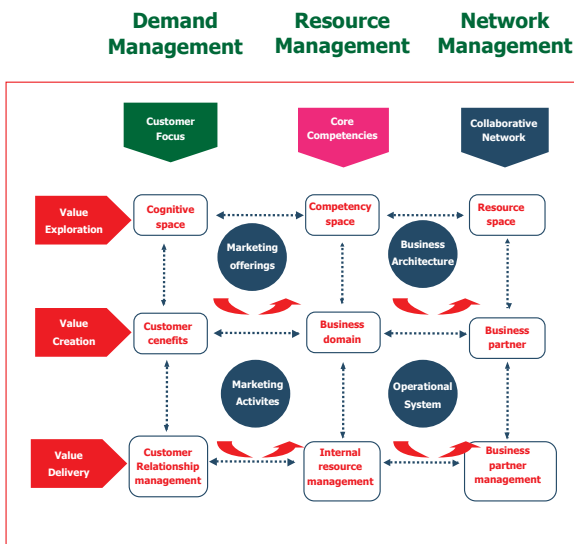 Demand
Management
Resource
Management
Network
Management
Customer
Focus
Core
Competencies
Collaborative
Network
Value
Exploration
Cognitive
space
Competency
space
Resource
space
Marketing
offerings
Business
Architecture
Value
Creation
Customer
cenefits
Business
domain
Business
partner
Marketing
Activites
Operational
System
Value
Delivery
Customer
Relationship
management
Internal
resource
management
Business
partner
management